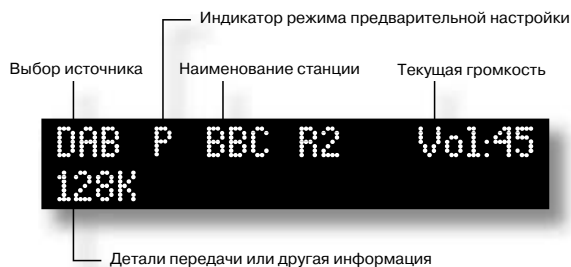 Индикатор режима предварительной настройки
Выбор источника Наименование станции Текущая громкость
DAB P BBC R2 Vol:45
128K
Детали передачи или другая информация